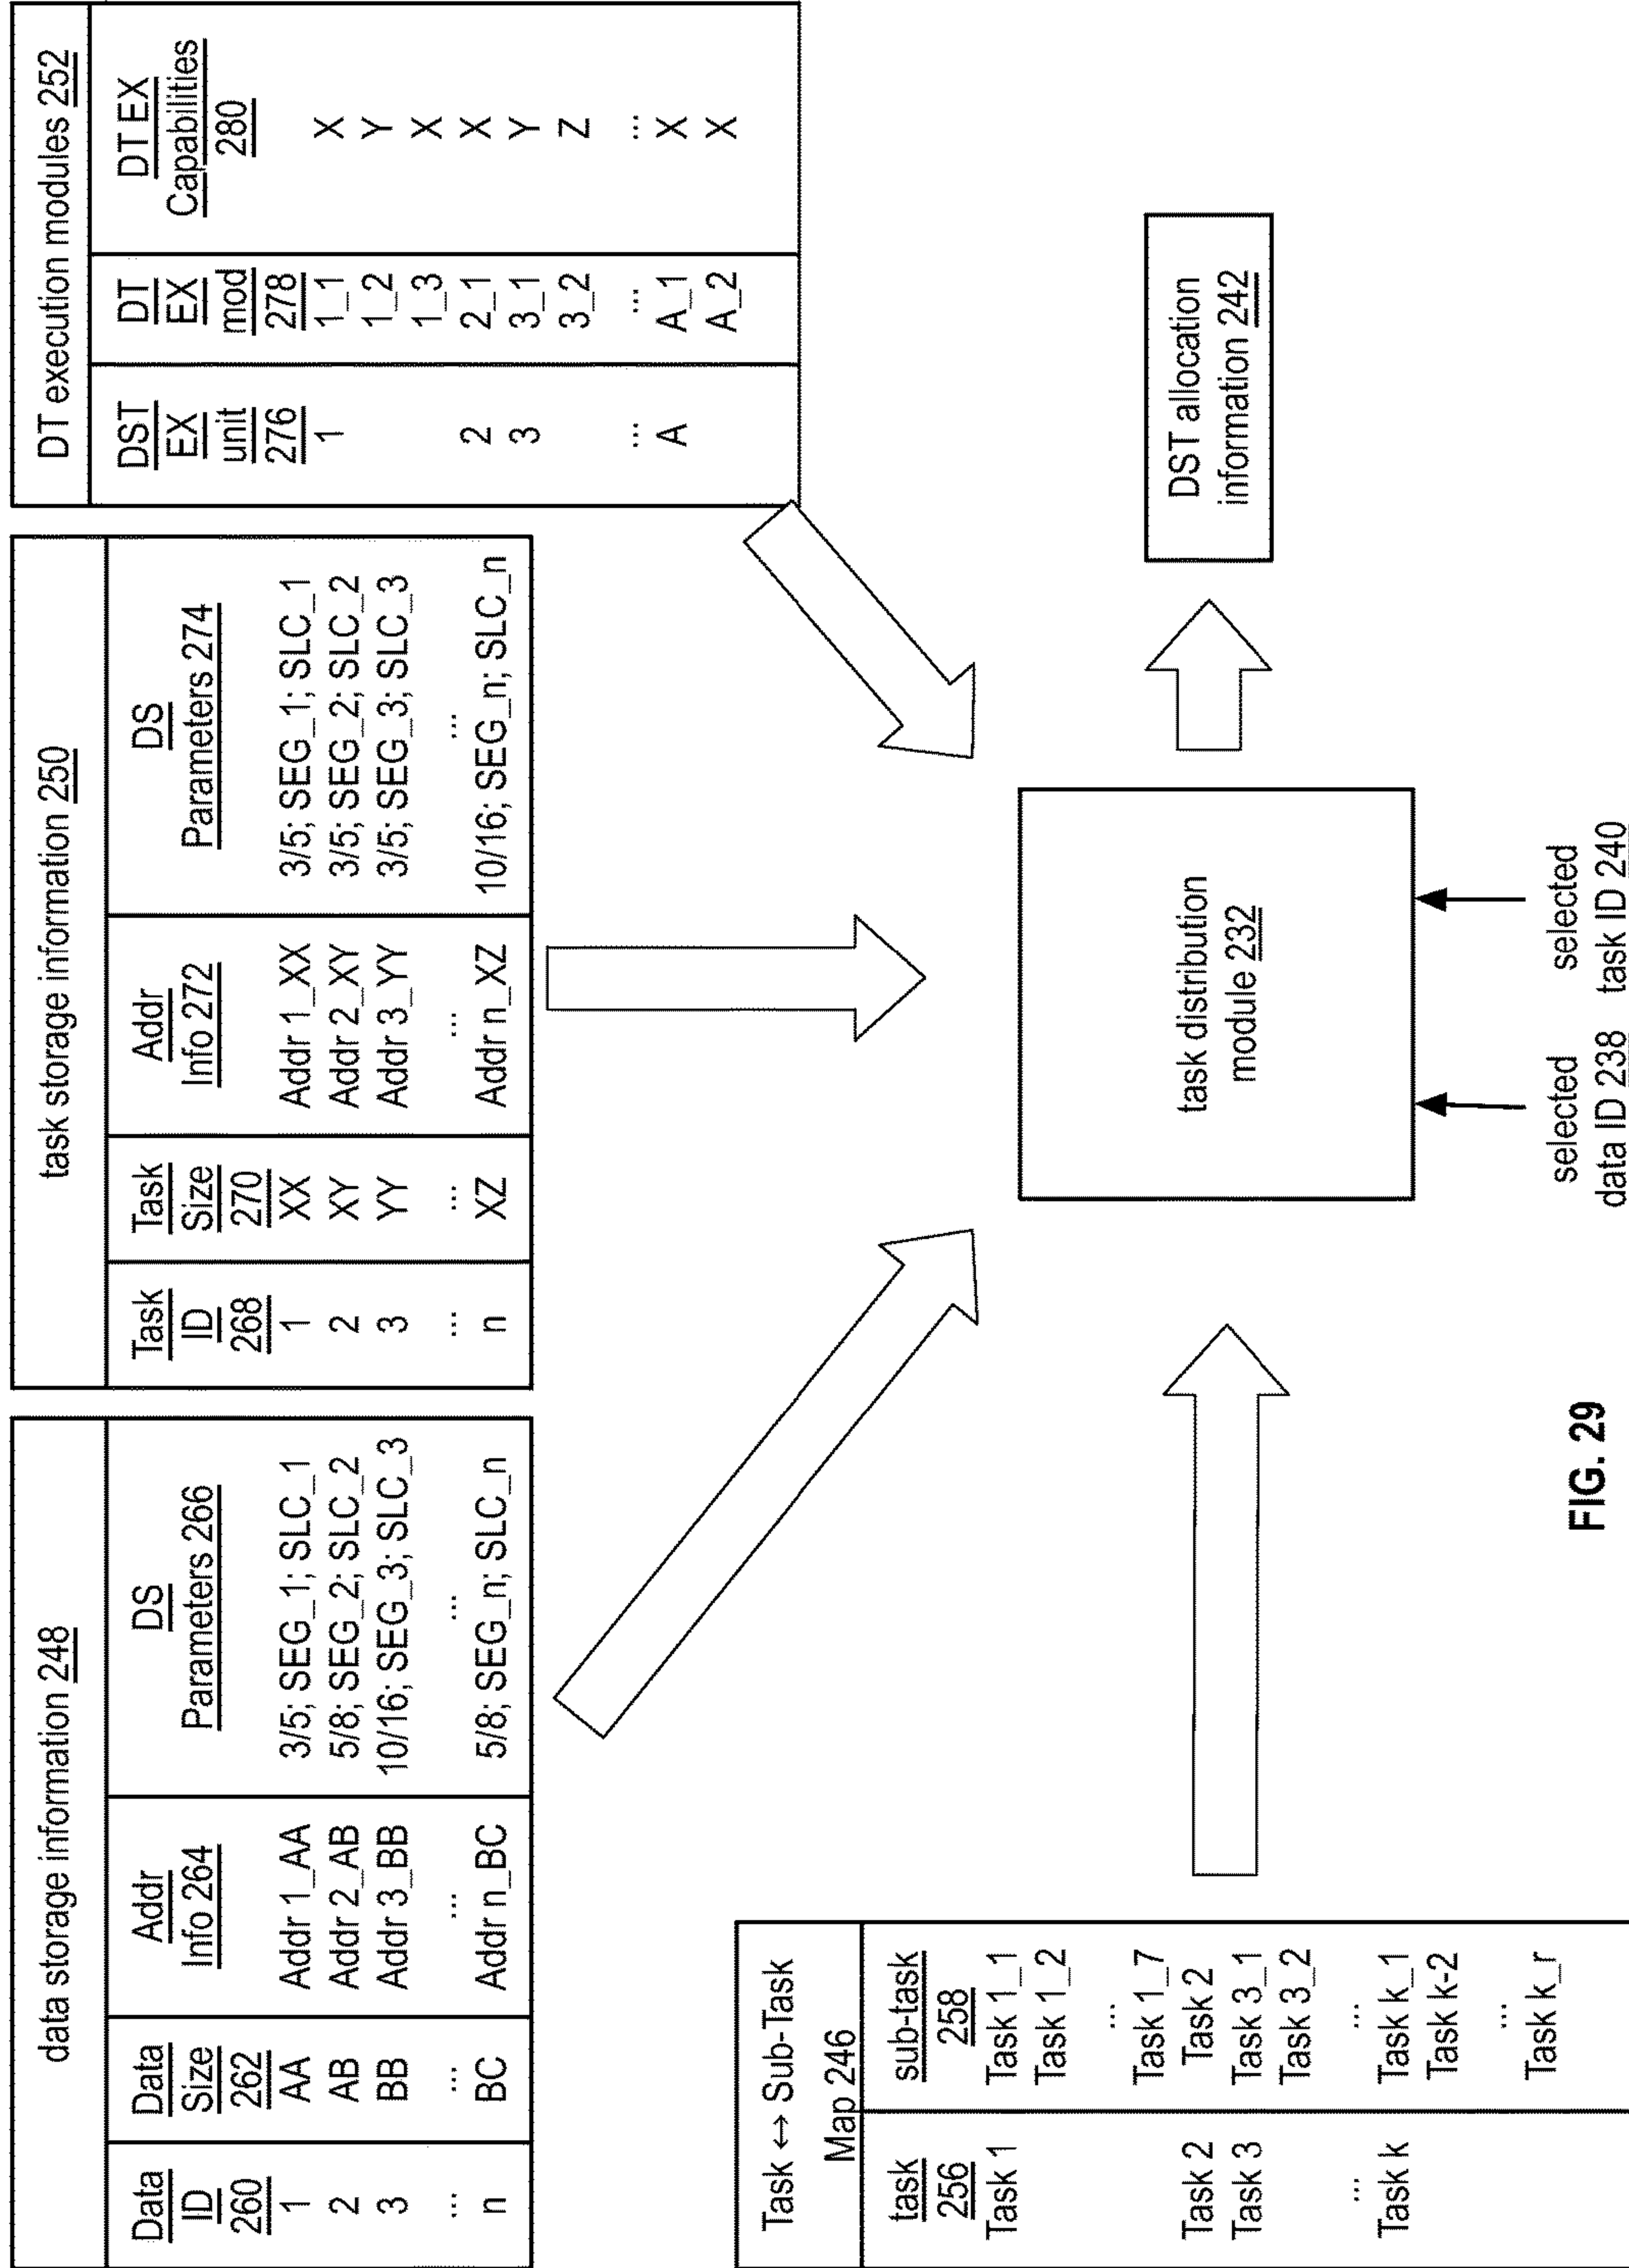 data storage information 248
Data ID 260 | Data Size 262 | Addr Info 264 | DS Parameters 266
1 | AA | Addr 1_AA | 3/5; SEG_1; SLC_1
2 | AB | Addr 2_AB | 5/8; SEG_2; SLC_2
3 | BB | Addr 3_BB | 10/16; SEG_3; SLC_3
... | ... | ... | ...
n | BC | Addr n_BC | 5/8; SEG_n; SLC_n
task storage information 250
Task ID 268 | Task Size 270 | Addr Info 272 | DS Parameters 274
1 | XX | Addr 1_XX | 3/5; SEG_1; SLC_1
2 | XY | Addr 2_XY | 3/5; SEG_2; SLC_2
3 | YY | Addr 3_YY | 3/5; SEG_3; SLC_3
... | ... | ... | ...
n | XZ | Addr n_XZ | 10/16; SEG_n; SLC_n
DT execution modules 252
DST EX unit 276 | DT EX mod 278 | DT EX Capabilities 280
1 | 1_1 | X
1_2 | Y
1_3 | X
2 | 2_1 | X
3 | 3_1 | Y
3_2 | Z
... | ... | ...
A | A_1 | X
A_2 | X
Task ↔ Sub-Task
Map 246
task 256 | sub-task 258
Task 1 | Task 1_1
Task 1_2
...
Task 1_7
Task 2 | Task 2
Task 3 | Task 3_1
Task 3_2
... | ...
Task k | Task k_1
Task k-2
...
Task k_r
task distribution
module 232
DST allocation
information 242
selected
data ID 238
selected
task ID 240
FIG. 29